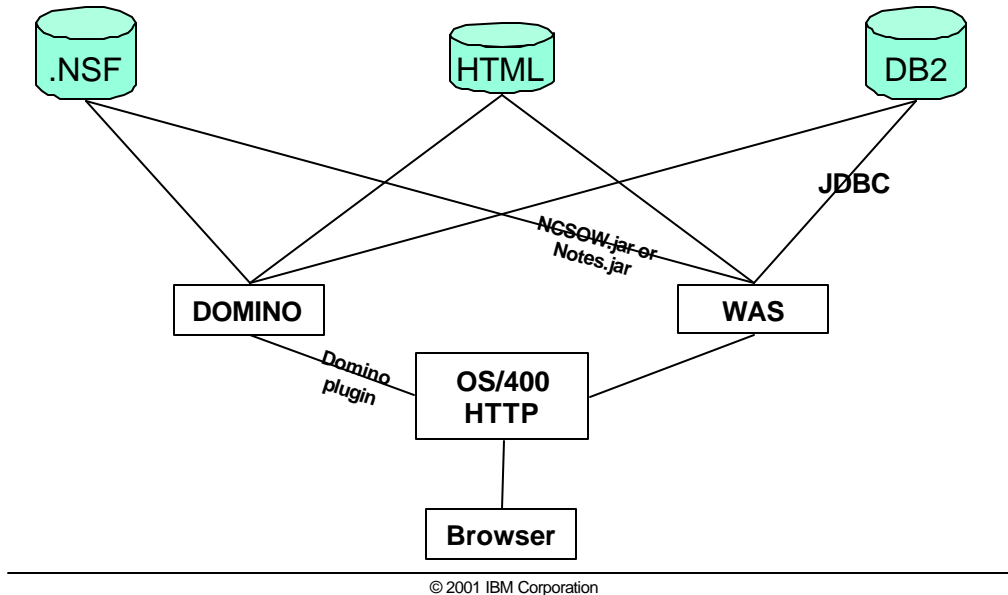 .NSF
HTML
DB2
JDBC
NCSOW.jar or
Notes.jar
DOMINO
WAS
Domino
plugin
OS/400
HTTP
Browser
© 2001 IBM Corporation